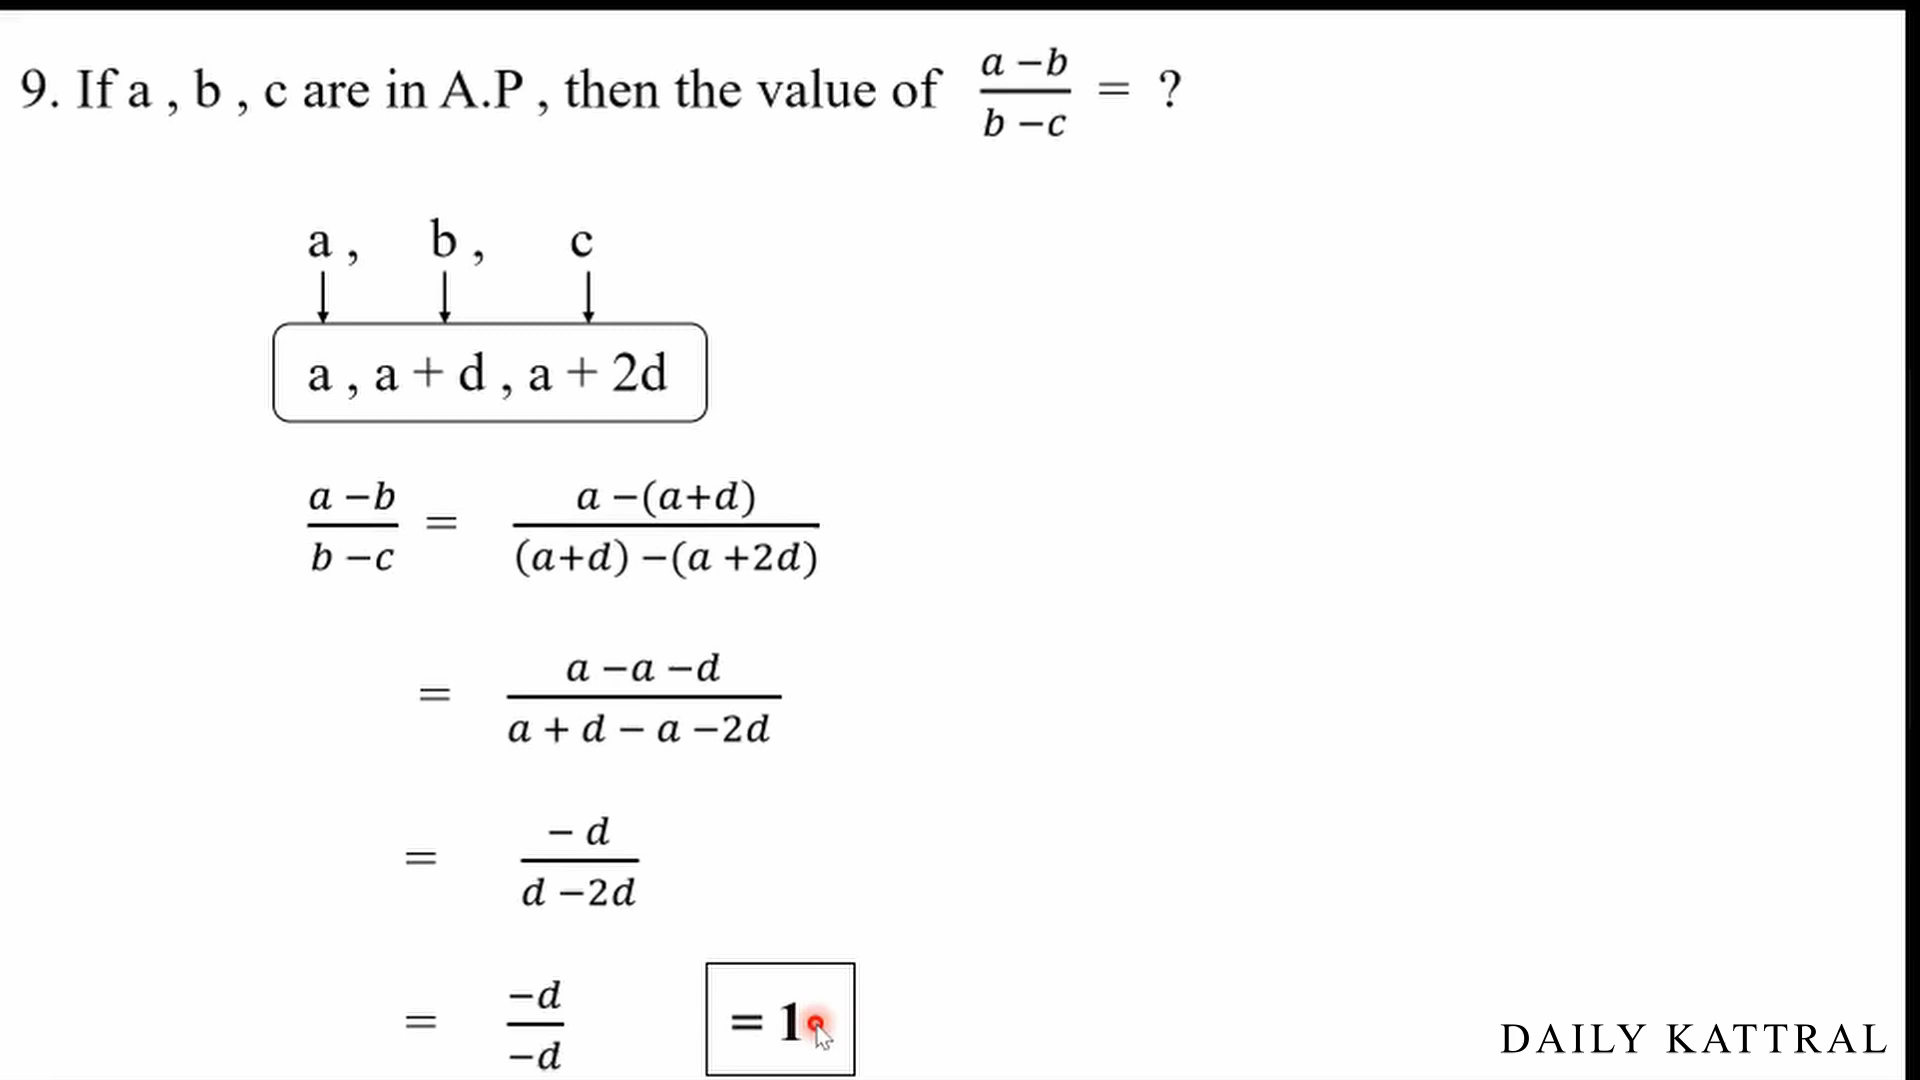 9. If a , b , c are in A.P , then the value of (a −b)/(b −c) = ?
a , b , c
a , a + d , a + 2d
(a −b)/(b −c) = (a −(a+d))/((a+d) −(a +2d))
= (a −a −d)/(a + d − a −2d)
= (− d)/(d −2d)
= (−d)/(−d) = 1
DAILY KATTRAL